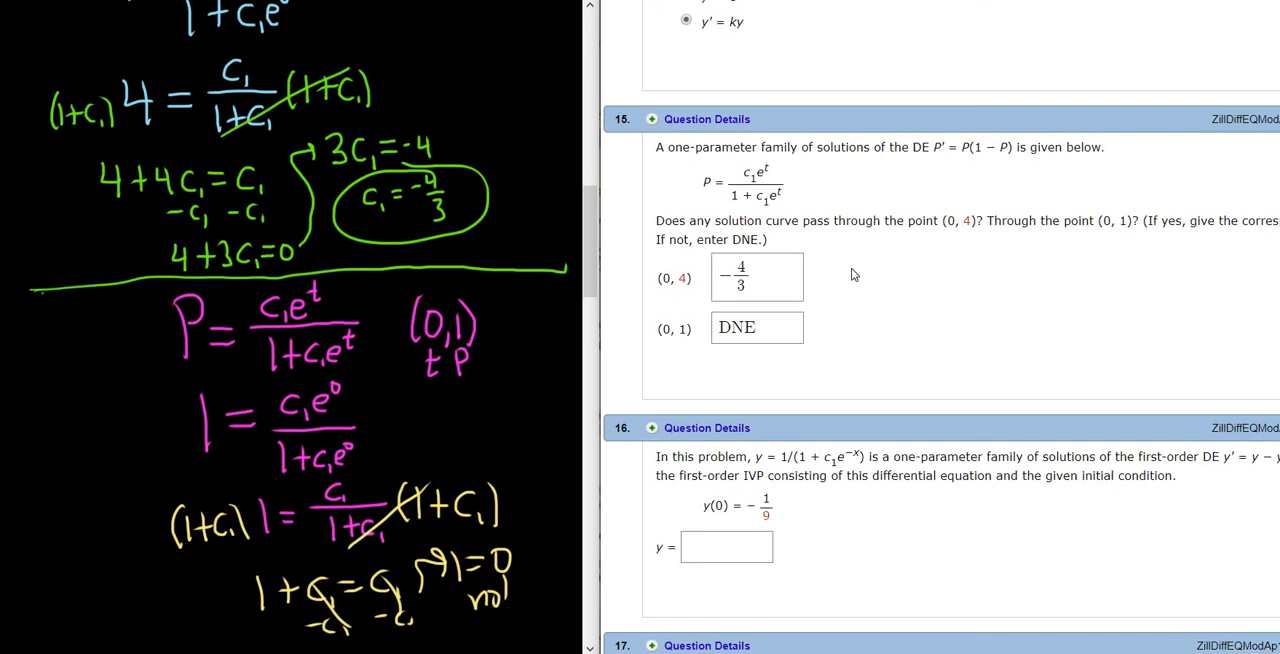 1 + c₁e⁰
(1+c₁) 4 = c₁/(1+c₁) (1+c₁)
4 + 4c₁ = c₁
-c₁ -c₁
4 + 3c₁ = 0
3c₁ = -4
c₁ = -4/3
P = c₁eᵗ/(1+c₁eᵗ) (0,1)
t P
1 = c₁e⁰/(1+c₁e⁰)
(1+c₁) 1 = c₁/(1+c₁) (1+c₁)
1 + c₁ = c₁
-c₁ -c₁
1 = 0
no!
y' = ky
15. Question Details ZillDiffEQMod
A one-parameter family of solutions of the DE P' = P(1 − P) is given below.
P = c₁eᵗ/(1 + c₁eᵗ)
Does any solution curve pass through the point (0, 4)? Through the point (0, 1)? (If yes, give the corres
If not, enter DNE.)
(0, 4) −4/3
(0, 1) DNE
16. Question Details ZillDiffEQMod
In this problem, y = 1/(1 + c₁e⁻ˣ) is a one-parameter family of solutions of the first-order DE y' = y − y
the first-order IVP consisting of this differential equation and the given initial condition.
y(0) = −1/9
y =
17. Question Details ZillDiffEQModAp